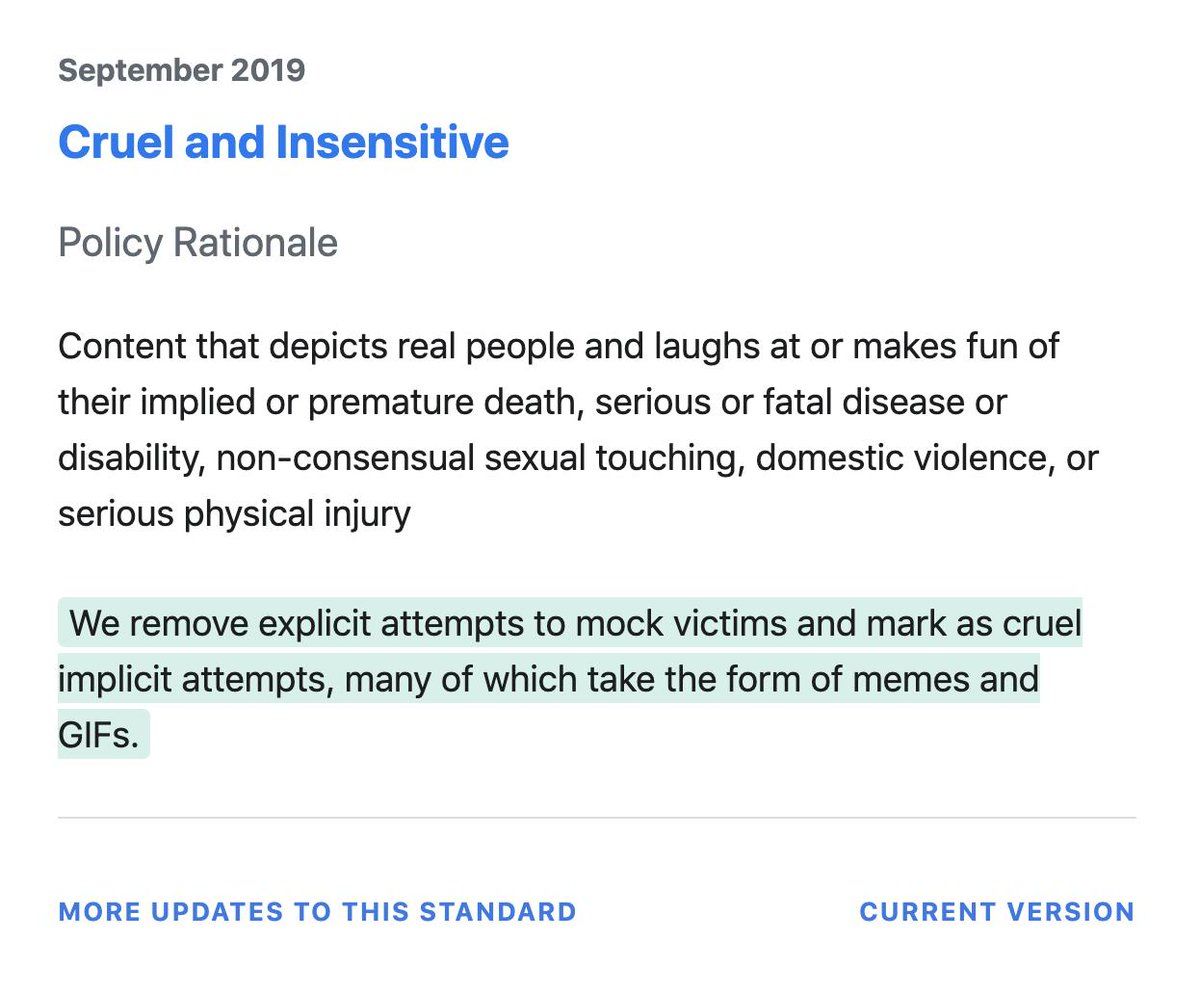 September 2019
Cruel and Insensitive
Policy Rationale
Content that depicts real people and laughs at or makes fun of
their implied or premature death, serious or fatal disease or
disability, non-consensual sexual touching, domestic violence, or
serious physical injury
We remove explicit attempts to mock victims and mark as cruel
implicit attempts, many of which take the form of memes and
GIFs.
MORE UPDATES TO THIS STANDARD
CURRENT VERSION